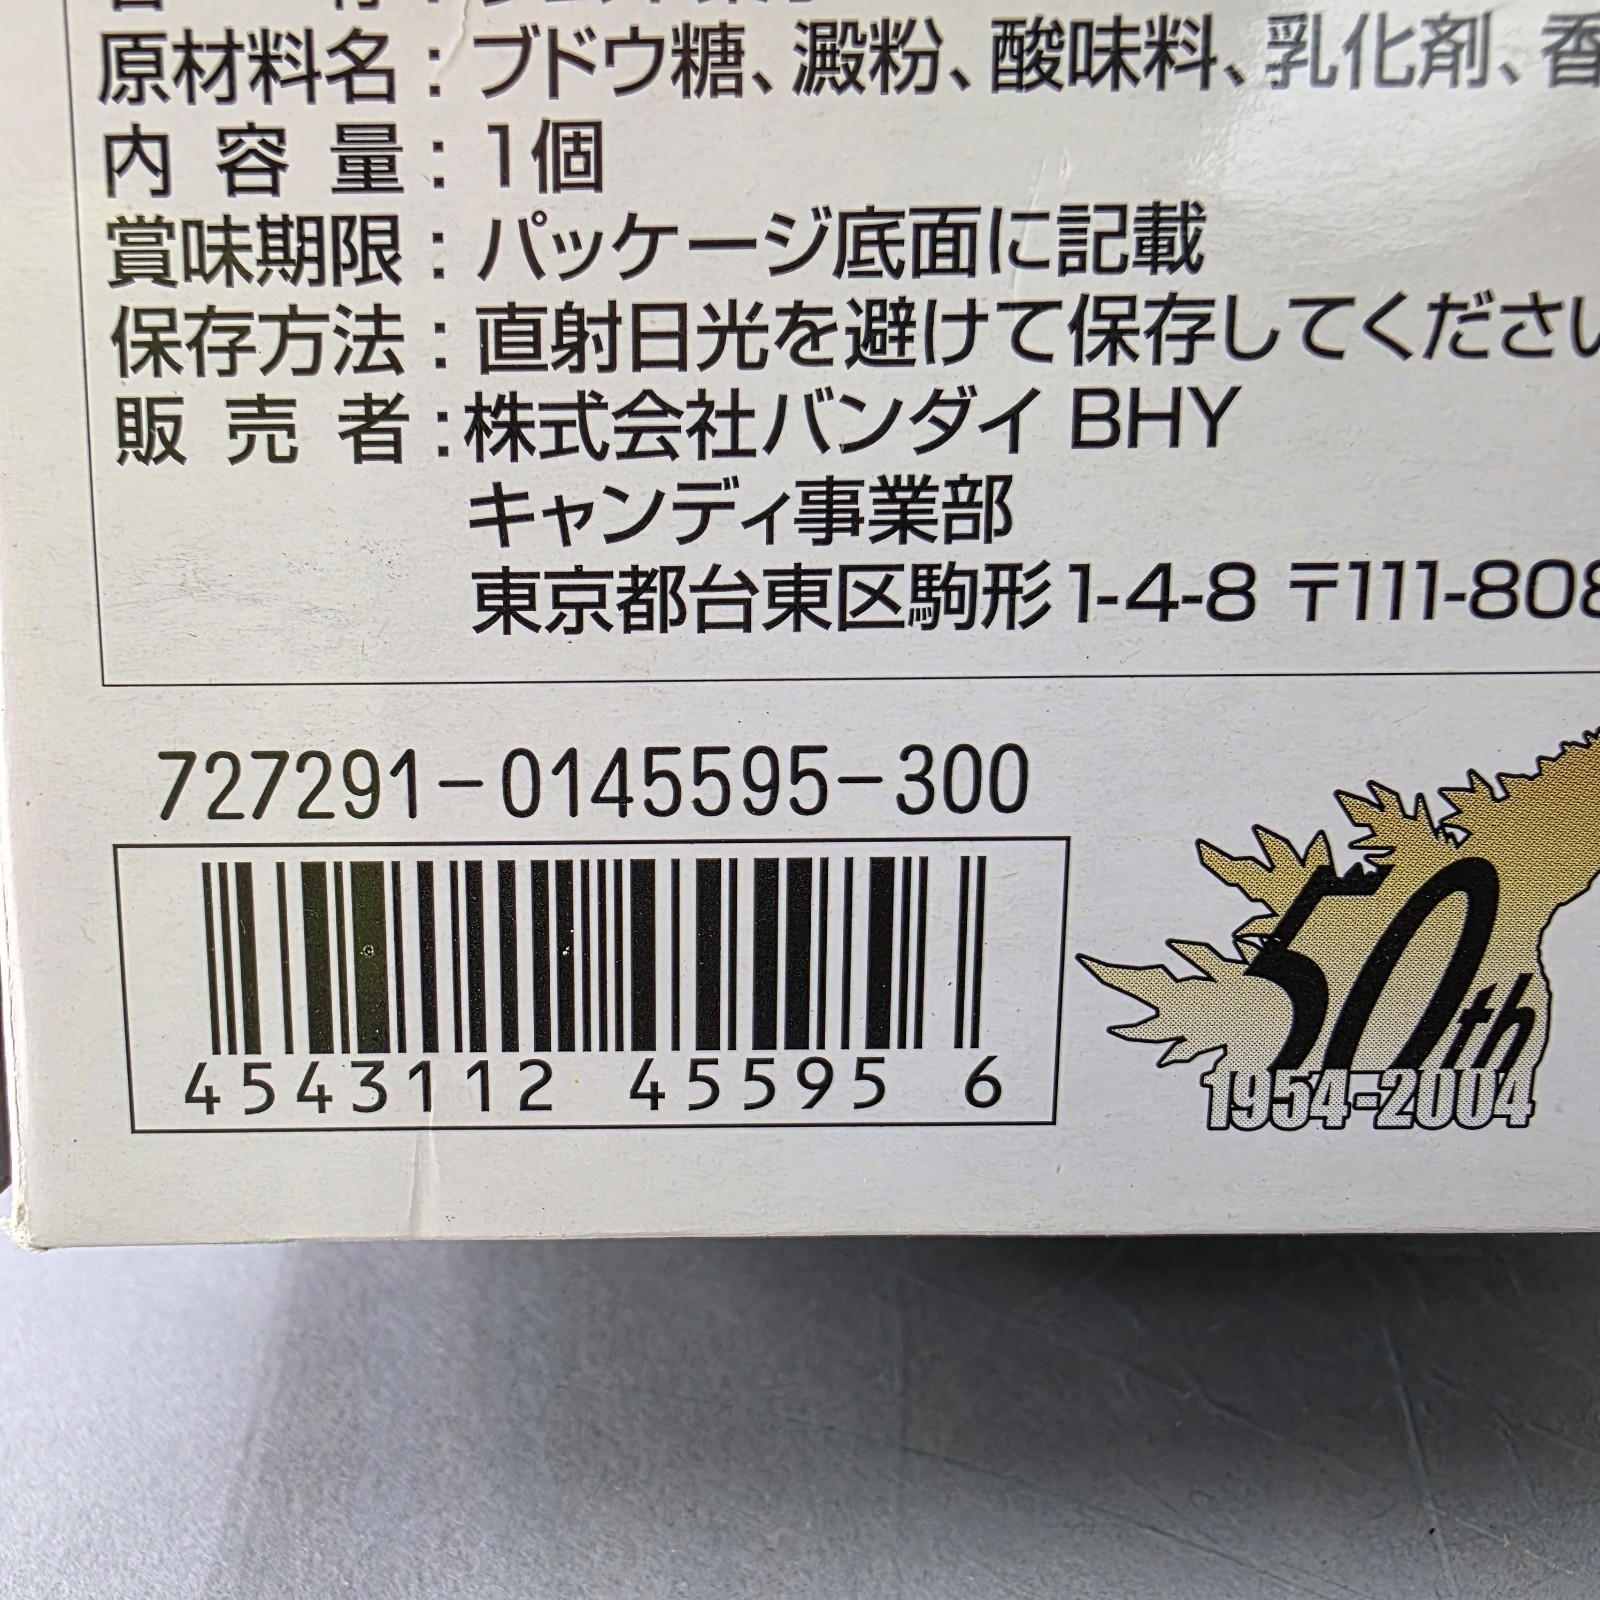 原材料名：ブドウ糖、澱粉、酸味料、乳化剤、香
内 容 量：1個
賞味期限：パッケージ底面に記載
保存方法：直射日光を避けて保存してください
販 売 者：株式会社バンダイ BHY
キャンディ事業部
東京都台東区駒形1-4-8 〒111-808
727291-0145595-300
4543112 45595 6
50th
1954-2004